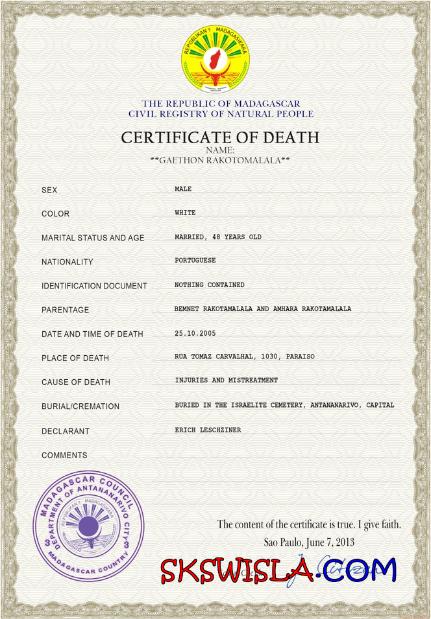 REPOBLIKAN'I MADAGASIKARA
THE REPUBLIC OF MADAGASCAR
CIVIL REGISTRY OF NATURAL PEOPLE
CERTIFICATE OF DEATH
NAME:
**GAETHON RAKOTOMALALA**
SEX MALE
COLOR WHITE
MARITAL STATUS AND AGE MARRIED, 48 YEARS OLD
NATIONALITY PORTUGUESE
IDENTIFICATION DOCUMENT NOTHING CONTAINED
PARENTAGE BEMNET RAKOTAMALALA AND AMHARA RAKOTAMALALA
DATE AND TIME OF DEATH 25.10.2005
PLACE OF DEATH RUA TOMAZ CARVALHAL, 1030, PARAISO
CAUSE OF DEATH INJURIES AND MISTREATMENT
BURIAL/CREMATION BURIED IN THE ISRAELITE CEMETERY, ANTANANARIVO, CAPITAL
DECLARANT ERICH LESCHZINER
COMMENTS
MADAGASCAR COUNCIL
DEPARTMENT OF ANTANANARIVO CITY
MADAGASCAR COUNTRY
The content of the certificate is true. I give faith.
Sao Paulo, June 7, 2013
SKSWISLA.COM